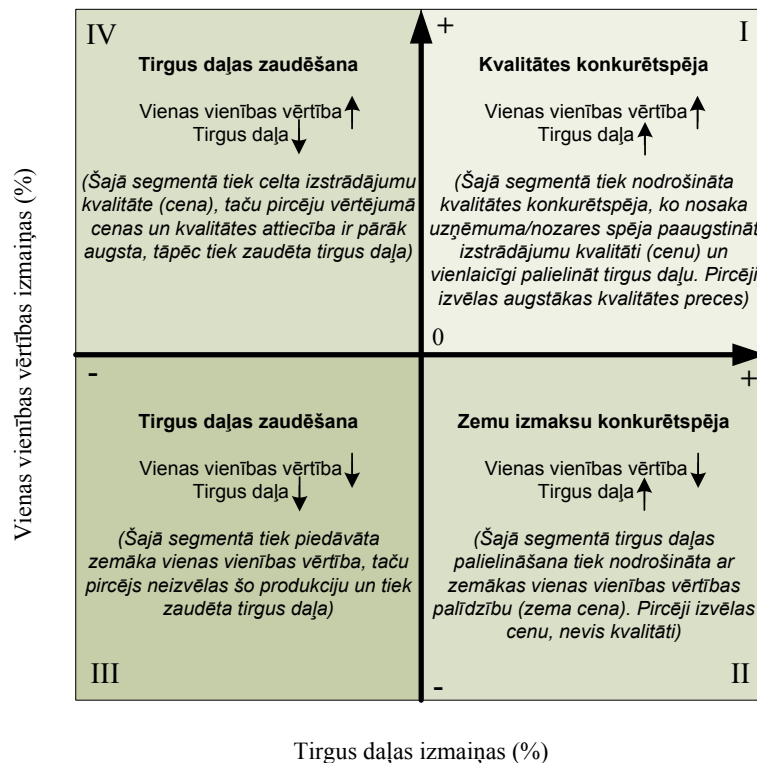 IV
Tirgus daļas zaudēšana
Vienas vienības vērtība
Tirgus daļa
(Šajā segmentā tiek celta izstrādājumu
kvalitāte (cena), taču pircēju vērtējumā
cenas un kvalitātes attiecība ir pārāk
augsta, tāpēc tiek zaudēta tirgus daļa)
+
I
Kvalitātes konkurētspēja
Vienas vienības vērtība
Tirgus daļa
(Šajā segmentā tiek nodrošināta
kvalitātes konkurētspēja, ko nosaka
uzņēmuma/nozares spēja paaugstināt
izstrādājumu kvalitāti (cenu) un
vienlaicīgi palielināt tirgus daļu. Pircēji
izvēlas augstākas kvalitātes preces)
0
-
+
Tirgus daļas zaudēšana
Vienas vienības vērtība
Tirgus daļa
(Šajā segmentā tiek piedāvāta
zemāka vienas vienības vērtība, taču
pircējs neizvēlas šo produkciju un tiek
zaudēta tirgus daļa)
III
Zemu izmaksu konkurētspēja
Vienas vienības vērtība
Tirgus daļa
(Šajā segmentā tirgus daļas
palielināšana tiek nodrošināta ar
zemākas vienas vienības vērtības
palīdzību (zema cena). Pircēji izvēlas
cenu, nevis kvalitāti)
-
II
Vienas vienības vērtības izmaiņas (%)
Tirgus daļas izmaiņas (%)